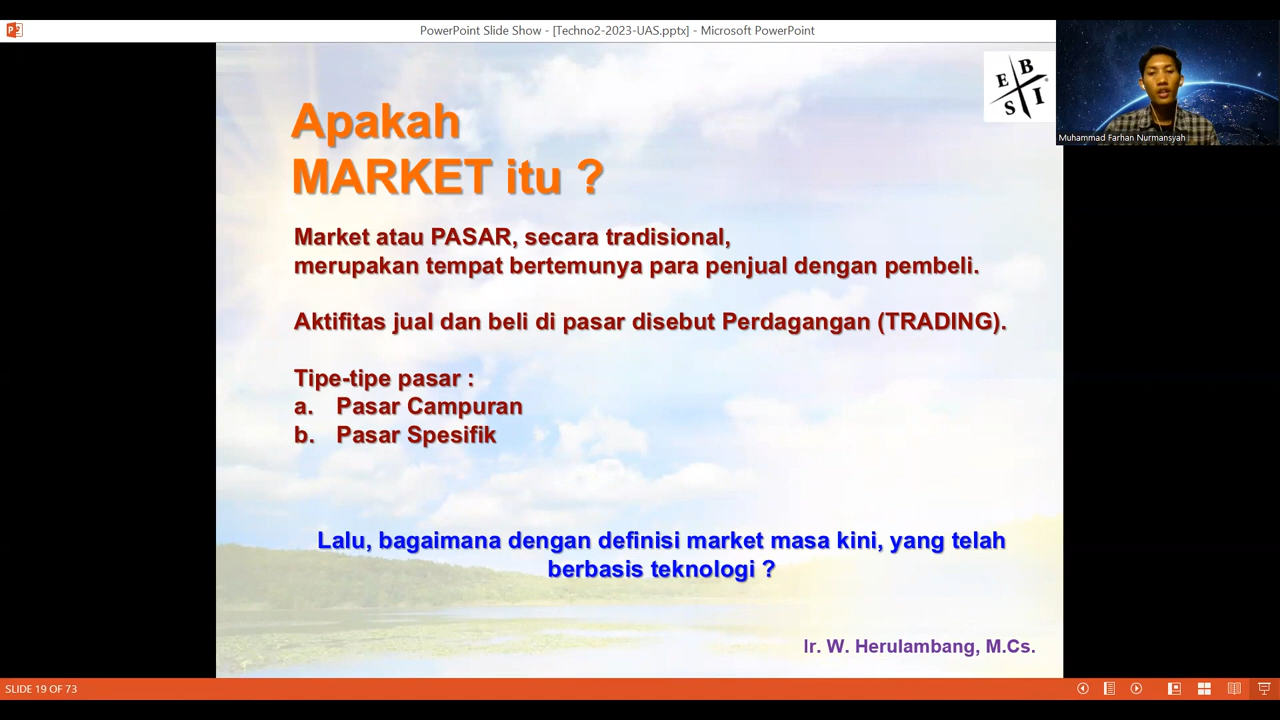 PowerPoint Slide Show - [Techno2-2023-UAS.pptx] - Microsoft PowerPoint
E B
S I
Muhammad Farhan Nurmansyah
Apakah
MARKET itu ?
Market atau PASAR, secara tradisional,
merupakan tempat bertemunya para penjual dengan pembeli.
Aktifitas jual dan beli di pasar disebut Perdagangan (TRADING).
Tipe-tipe pasar :
a. Pasar Campuran
b. Pasar Spesifik
Lalu, bagaimana dengan definisi market masa kini, yang telah
berbasis teknologi ?
Ir. W. Herulambang, M.Cs.
SLIDE 19 OF 73